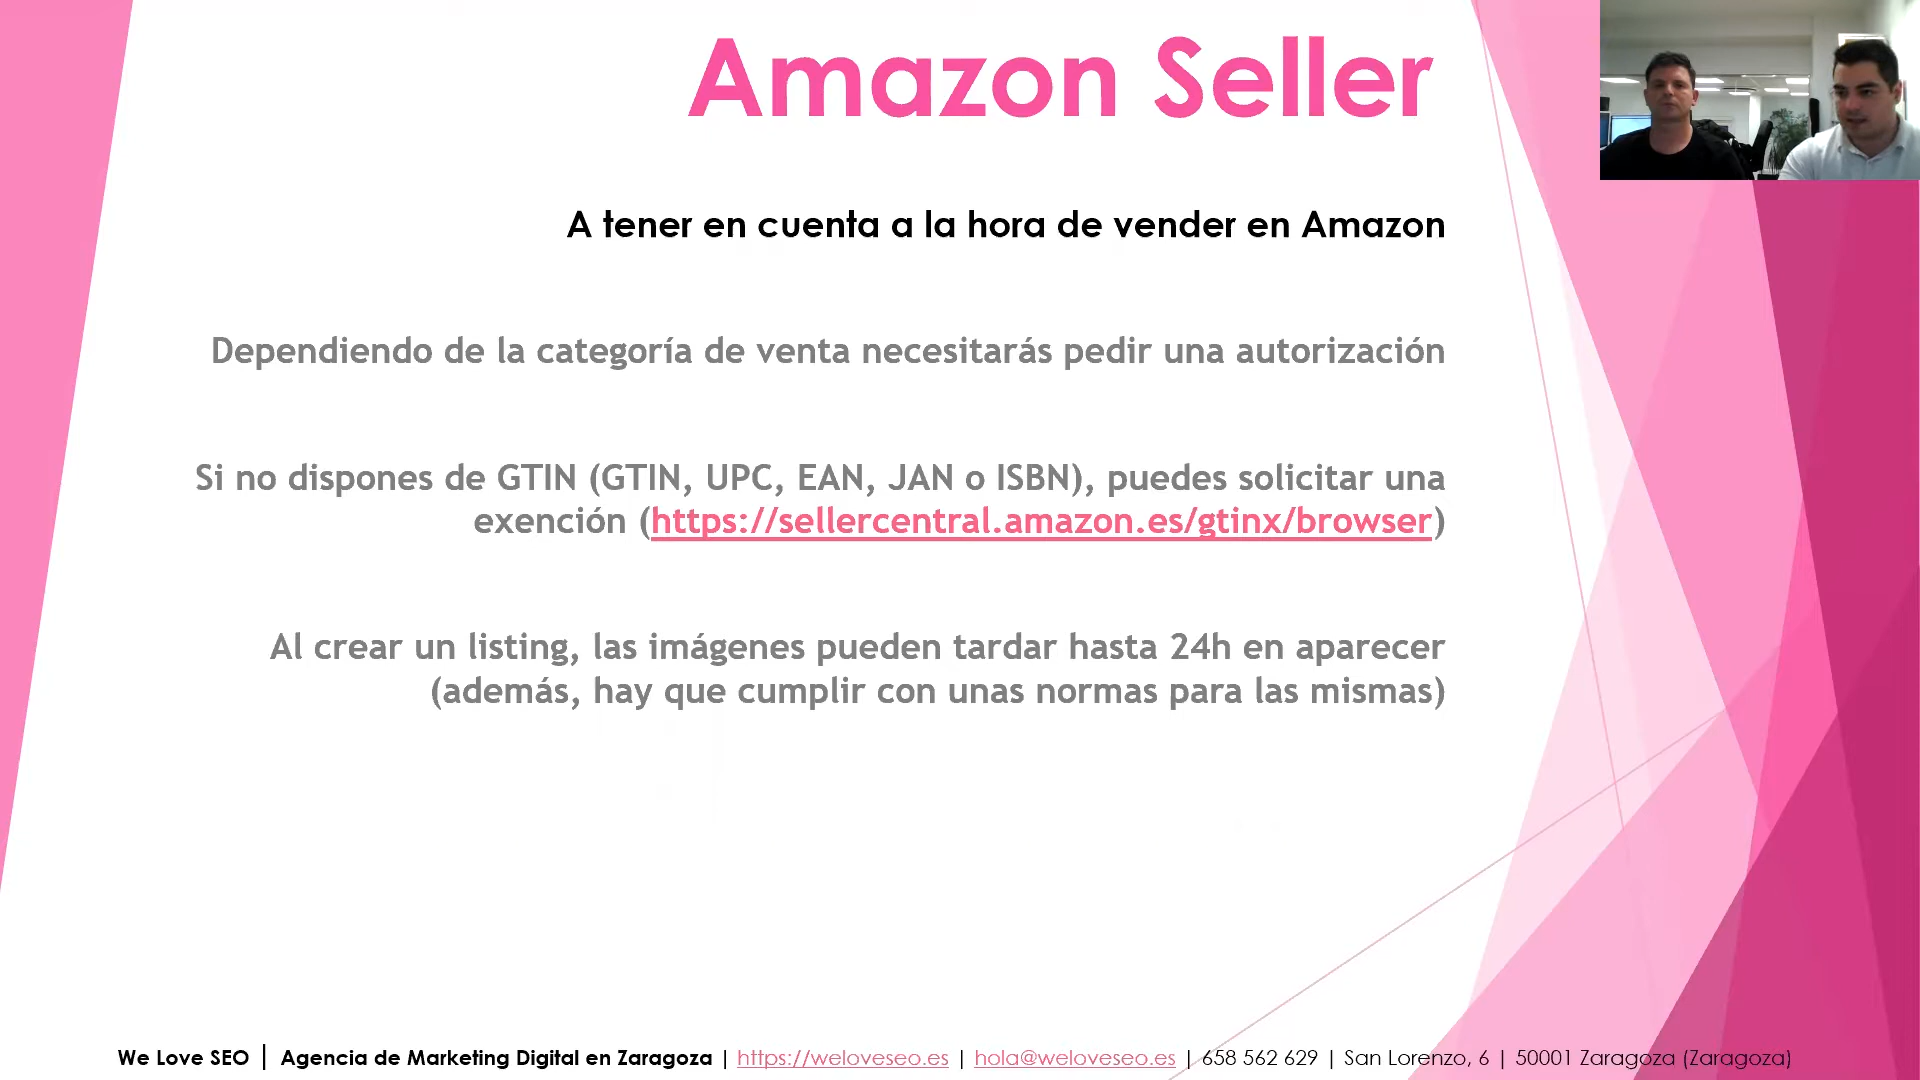 Amazon Seller
A tener en cuenta a la hora de vender en Amazon
Dependiendo de la categoría de venta necesitarás pedir una autorización
Si no dispones de GTIN (GTIN, UPC, EAN, JAN o ISBN), puedes solicitar una
exención (https://sellercentral.amazon.es/gtinx/browser)
Al crear un listing, las imágenes pueden tardar hasta 24h en aparecer
(además, hay que cumplir con unas normas para las mismas)
We Love SEO | Agencia de Marketing Digital en Zaragoza | https://weloveseo.es | hola@weloveseo.es | 658 562 629 | San Lorenzo, 6 | 50001 Zaragoza (Zaragoza)